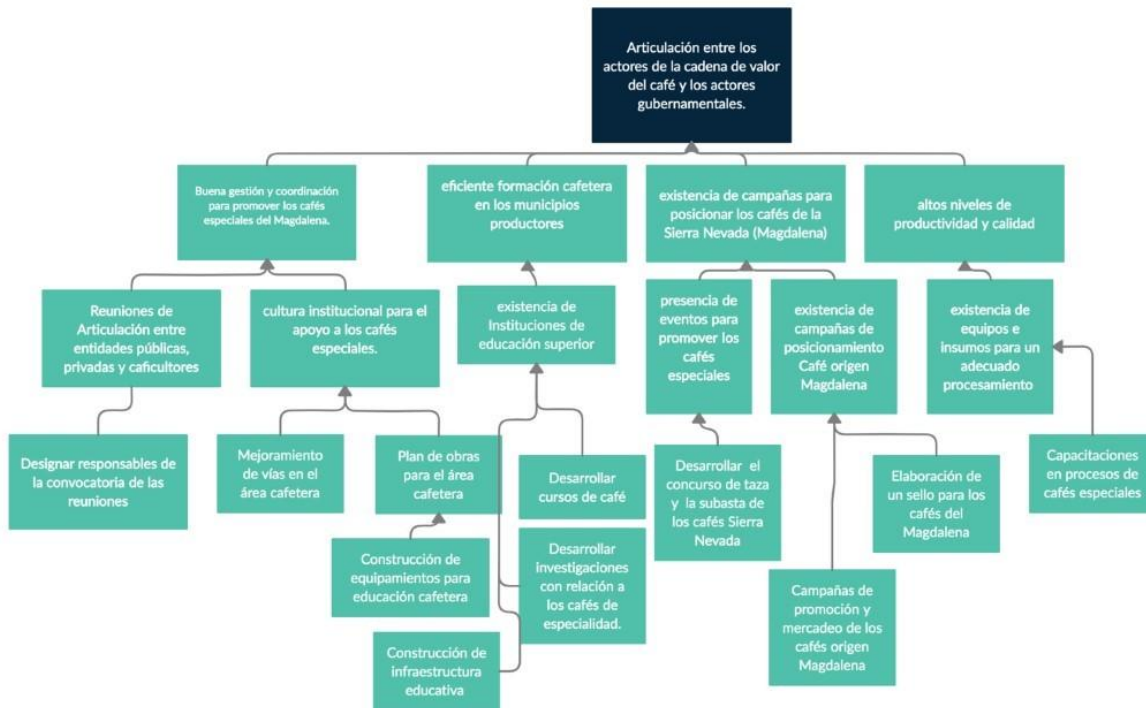 Articulación entre los
actores de la cadena de valor
del café y los actores
gubernamentales.
Buena gestión y coordinación
para promover los cafés
especiales del Magdalena.
eficiente formación cafetera
en los municipios
productores
existencia de campañas para
posicionar los cafés de la
Sierra Nevada (Magdalena)
altos niveles de
productividad y calidad
Reuniones de
Articulación entre
entidades públicas,
privadas y caficultores
cultura institucional para el
apoyo a los cafés
especiales.
existencia de
Instituciones de
educación superior
presencia de
eventos para
promover los
cafés
especiales
existencia de
campañas de
posicionamiento
Café origen
Magdalena
existencia de
equipos e
insumos para un
adecuado
procesamiento
Designar responsables de
la convocatoria de las
reuniones
Mejoramiento
de vías en el
área cafetera
Plan de obras
para el área
cafetera
Desarrollar
cursos de café
Desarrollar el
concurso de taza
y la subasta de
los cafés Sierra
Nevada
Elaboración de
un sello para los
cafés del
Magdalena
Capacitaciones
en procesos de
cafés especiales
Construcción de
equipamientos para
educación cafetera
Desarrollar
investigaciones
con relación a
los cafés de
especialidad.
Campañas de
promoción y
mercadeo de los
cafés origen
Magdalena
Construcción de
infraestructura
educativa